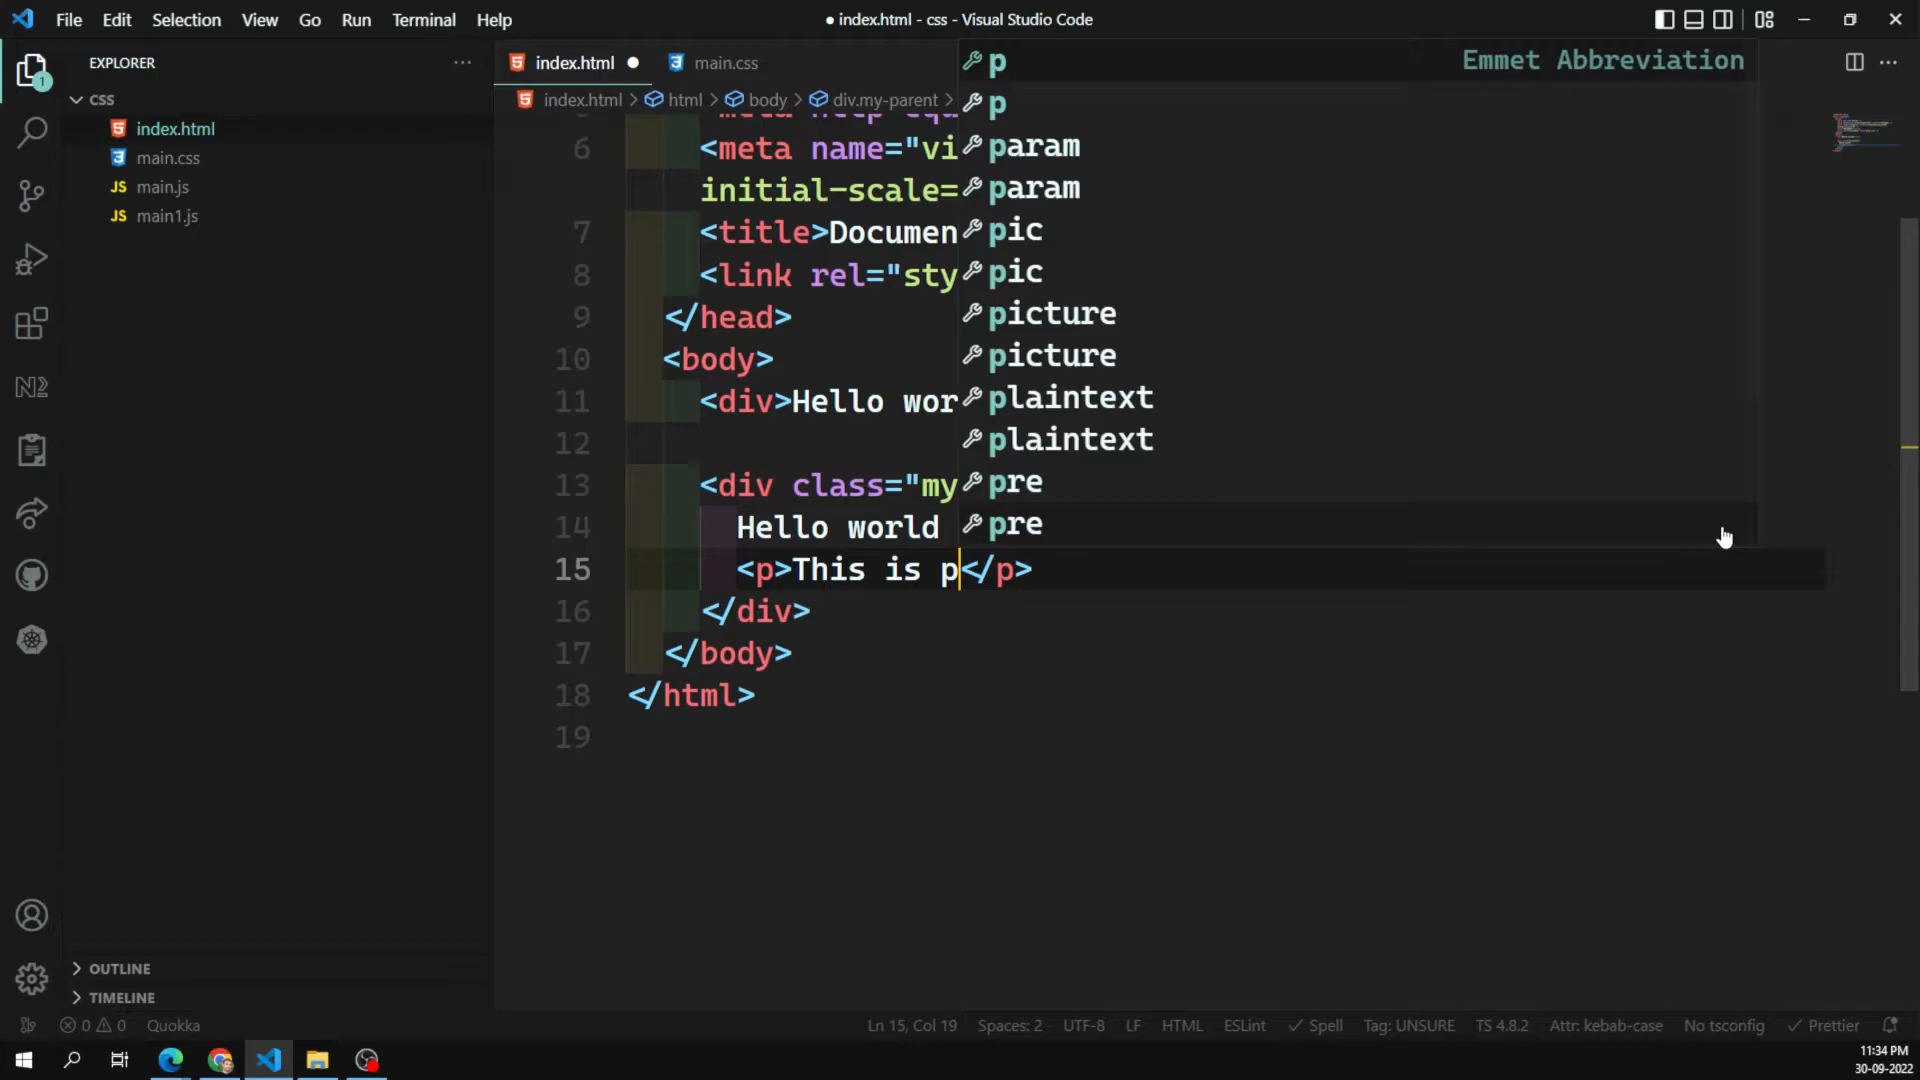 File Edit Selection View Go Run Terminal Help
● index.html - css - Visual Studio Code
EXPLORER
CSS
index.html
main.css
main.js
main1.js
OUTLINE
TIMELINE
index.html ● main.css
index.html > html > body > div.my-parent >
6 <meta name="vi
initial-scale=
7 <title>Documen
8 <link rel="sty
9 </head>
10 <body>
11 <div>Hello wor
12
13 <div class="my
14 Hello world
15 <p>This is p</p>
16 </div>
17 </body>
18 </html>
19
p Emmet Abbreviation
p
param
param
pic
pic
picture
picture
plaintext
plaintext
pre
pre
0 0 Quokka Ln 15, Col 19 Spaces: 2 UTF-8 LF HTML ESLint Spell Tag: UNSURE TS 4.8.2 Attr: kebab-case No tsconfig Prettier
11:34 PM
30-09-2022